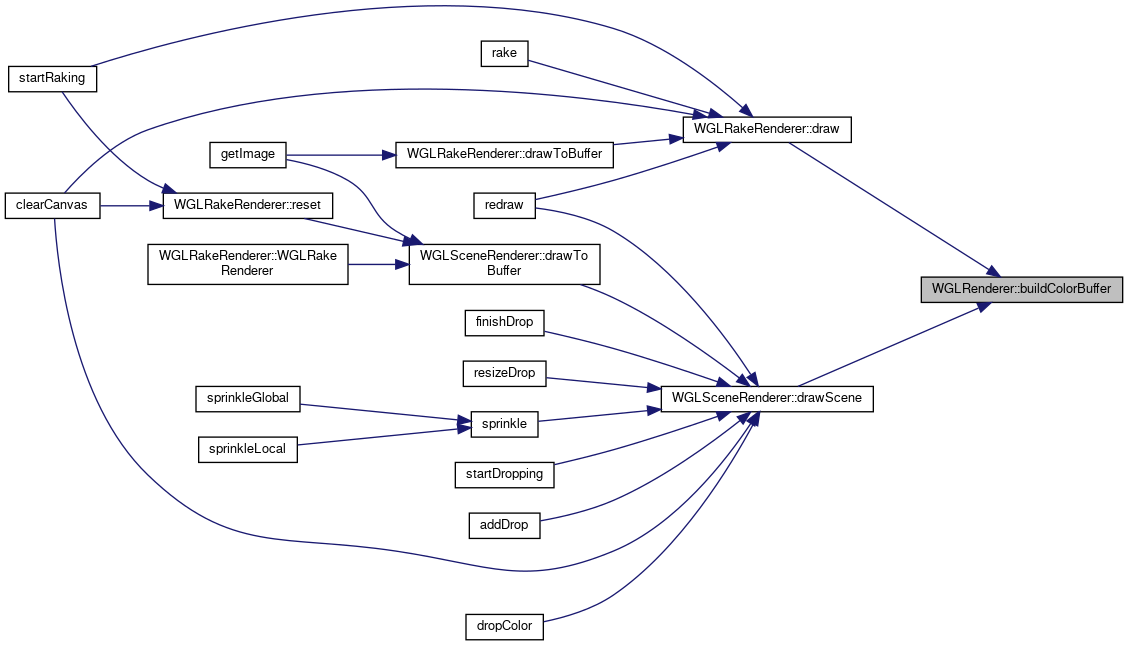 startRaking
rake
WGLRakeRenderer::draw
getImage
WGLRakeRenderer::drawToBuffer
clearCanvas
WGLRakeRenderer::reset
redraw
WGLRakeRenderer::WGLRake
Renderer
WGLSceneRenderer::drawTo
Buffer
WGLRenderer::buildColorBuffer
finishDrop
resizeDrop
sprinkleGlobal
WGLSceneRenderer::drawScene
sprinkle
sprinkleLocal
startDropping
addDrop
dropColor